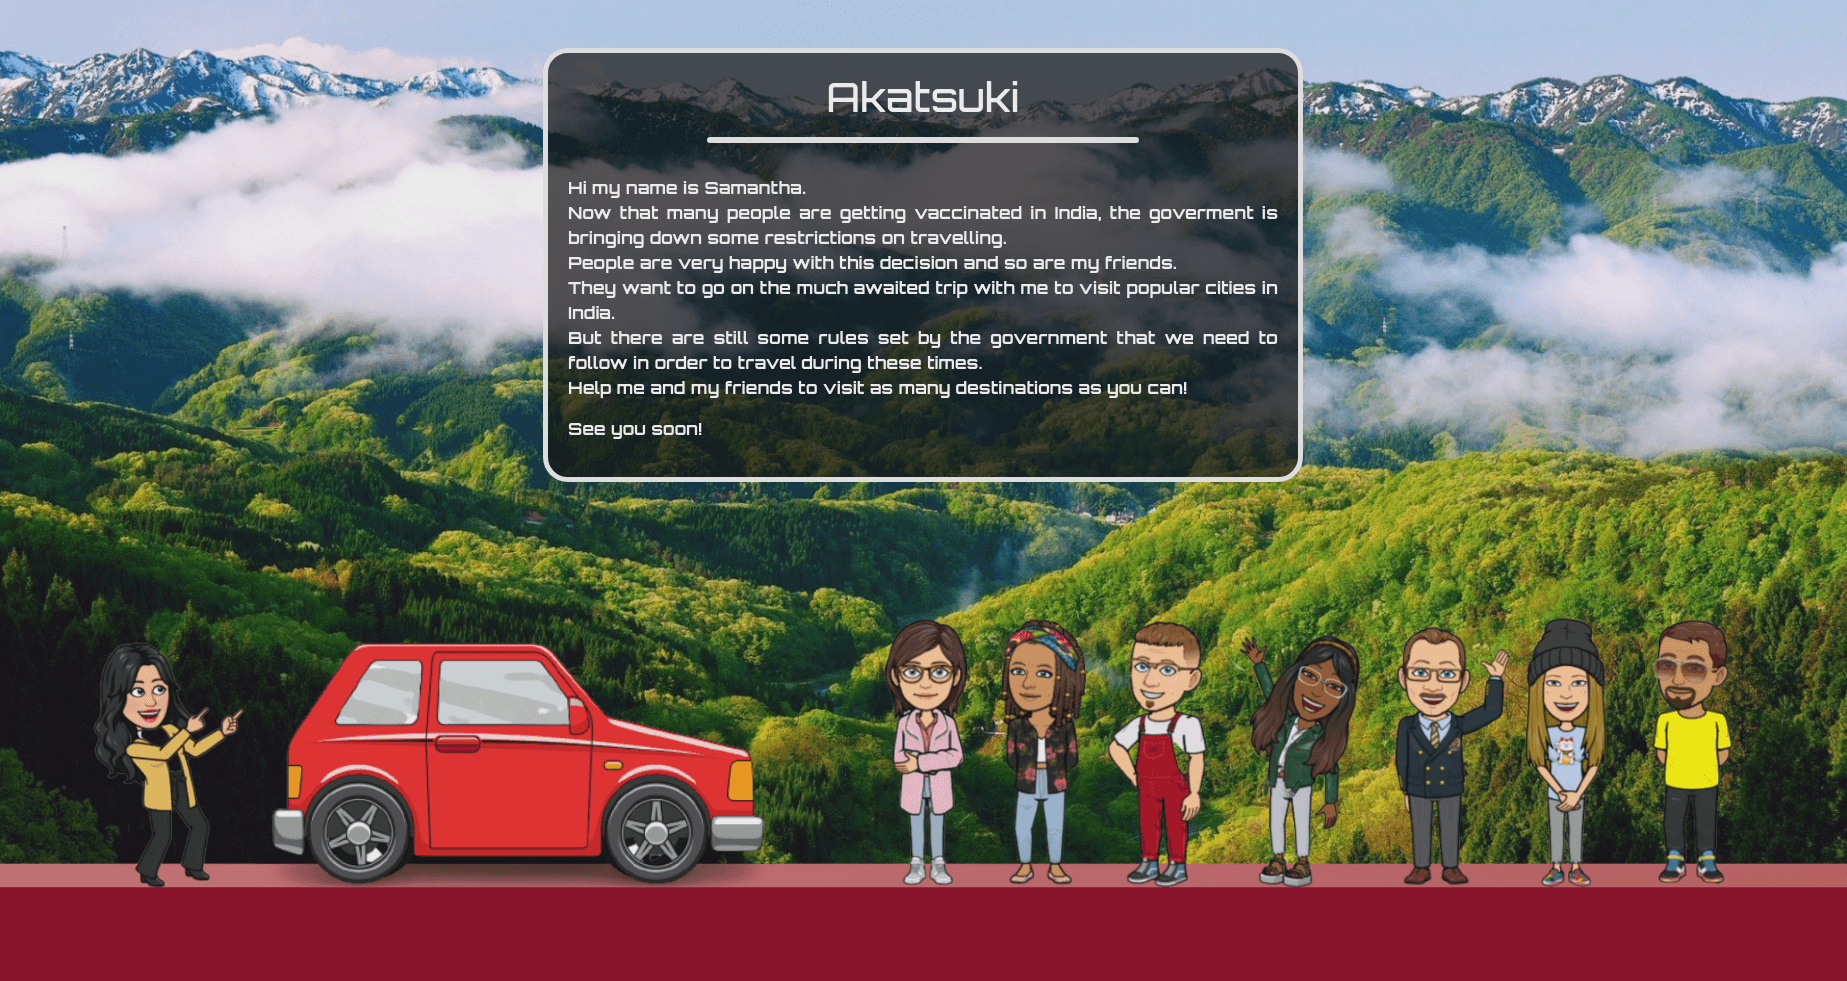 Akatsuki
Hi my name is Samantha.
Now that many people are getting vaccinated in India, the goverment is
bringing down some restrictions on travelling.
People are very happy with this decision and so are my friends.
They want to go on the much awaited trip with me to visit popular cities in
India.
But there are still some rules set by the government that we need to
follow in order to travel during these times.
Help me and my friends to visit as many destinations as you can!
See you soon!